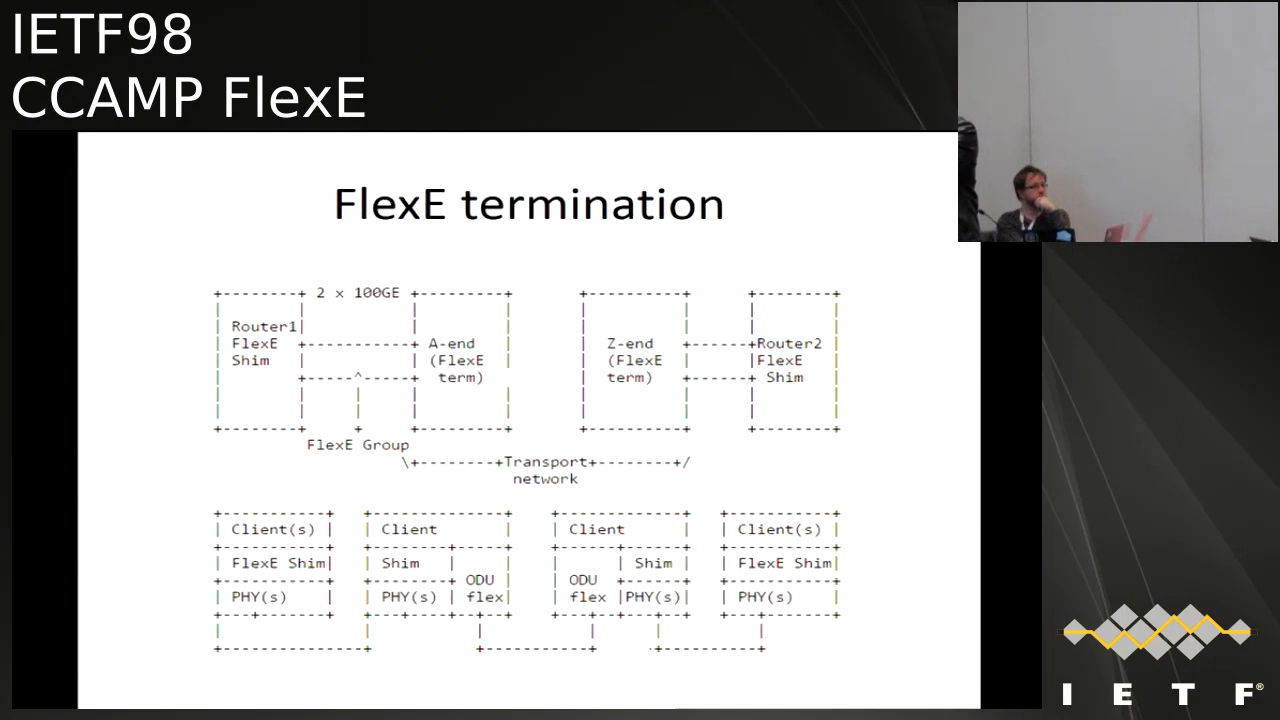 IETF98
CCAMP FlexE
FlexE termination
2 x 100GE
Router1
FlexE
Shim
A-end
(FlexE
term)
Z-end
(FlexE
term)
Router2
FlexE
Shim
FlexE Group
Transport
network
Client(s)
FlexE Shim
PHY(s)
Client
Shim
PHY(s)
ODU
flex
Client
ODU
flex
Shim
PHY(s)
Client(s)
FlexE Shim
PHY(s)
I E T F®